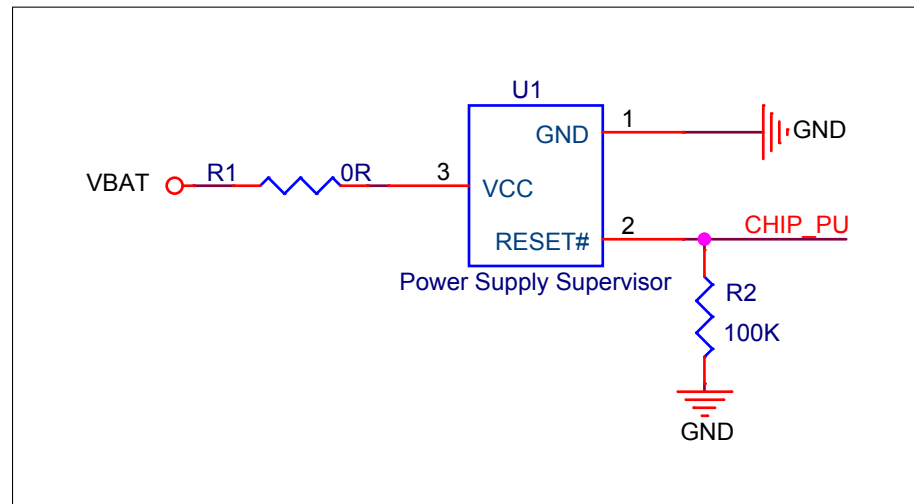 U1
1
GND
GND
VBAT
R1
0R
3
VCC
2
CHIP_PU
RESET#
Power Supply Supervisor
R2
100K
GND